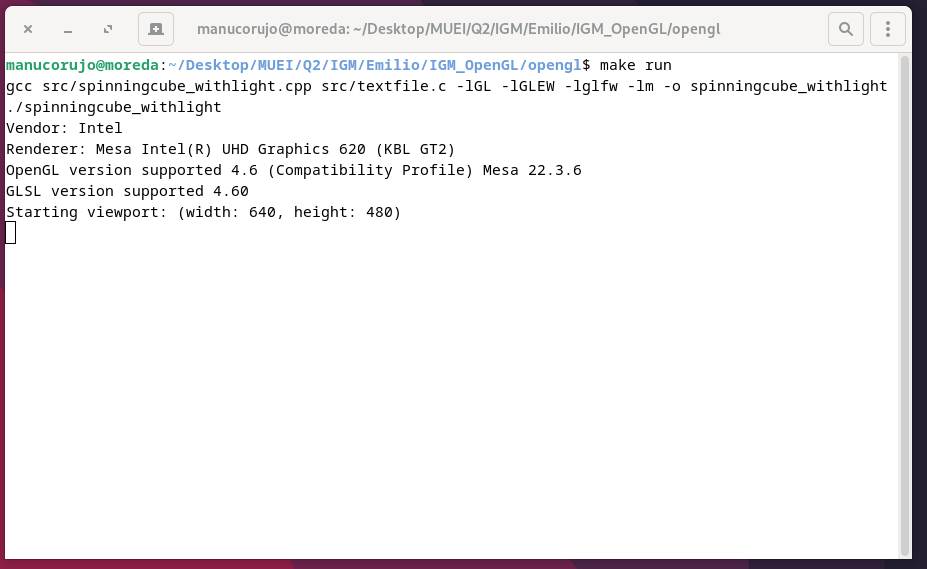 manucorujo@moreda: ~/Desktop/MUEI/Q2/IGM/Emilio/IGM_OpenGL/opengl
manucorujo@moreda:~/Desktop/MUEI/Q2/IGM/Emilio/IGM_OpenGL/opengl$ make run
gcc src/spinningcube_withlight.cpp src/textfile.c -lGL -lGLEW -lglfw -lm -o spinningcube_withlight
./spinningcube_withlight
Vendor: Intel
Renderer: Mesa Intel(R) UHD Graphics 620 (KBL GT2)
OpenGL version supported 4.6 (Compatibility Profile) Mesa 22.3.6
GLSL version supported 4.60
Starting viewport: (width: 640, height: 480)